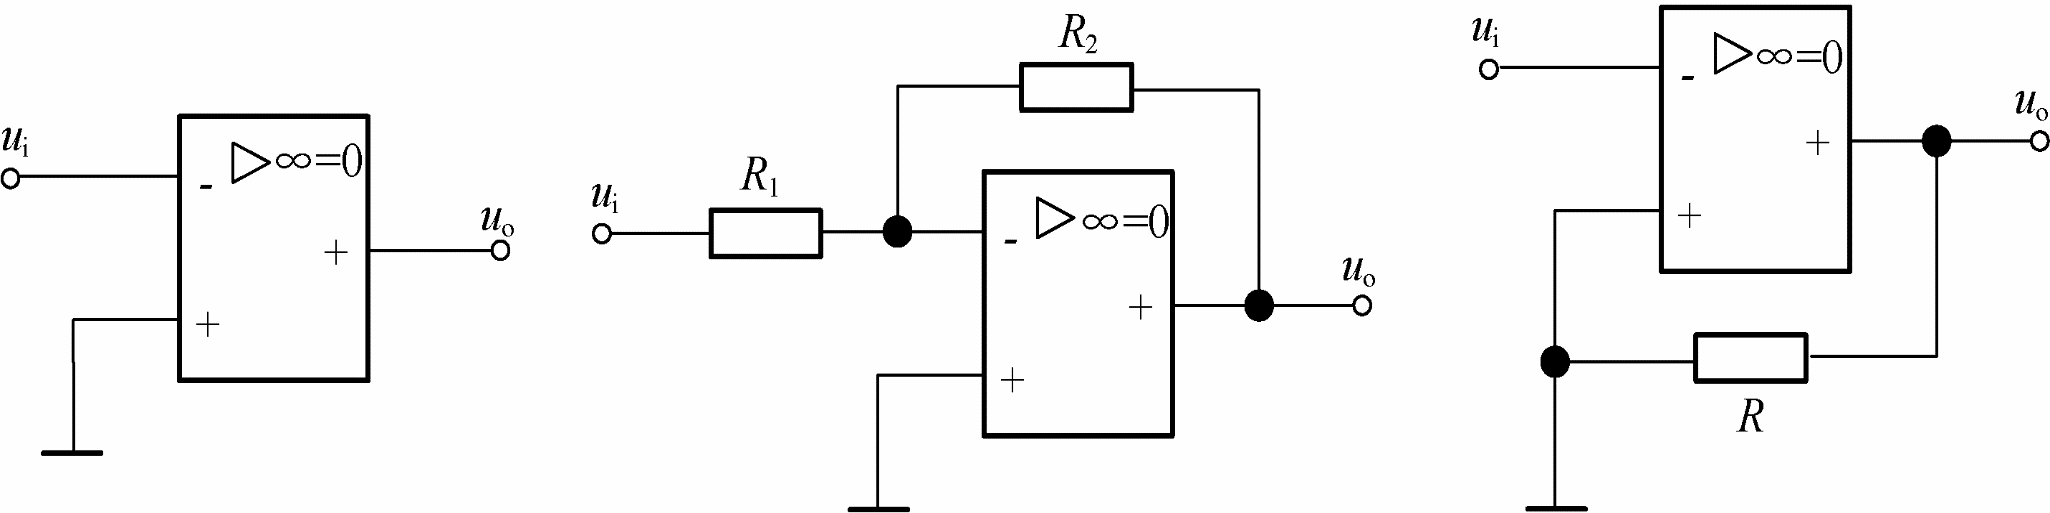 uᵢ
▷∞=0
-
uₒ
+
+
R₂
R₁
uᵢ
▷∞=0
-
uₒ
+
+
uᵢ
▷∞=0
-
uₒ
+
+
R